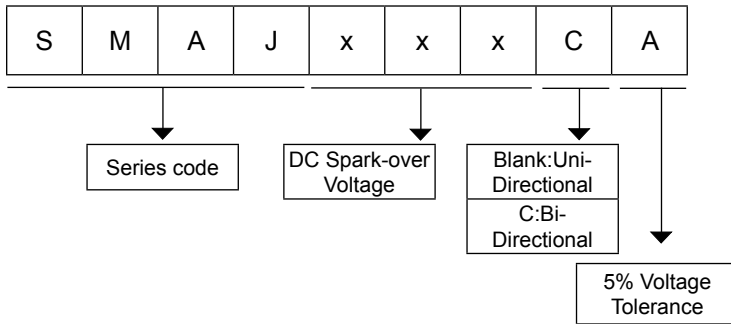 S M A J x x x C A
Series code
DC Spark-over
Voltage
Blank:Uni-
Directional
C:Bi-
Directional
5% Voltage
Tolerance